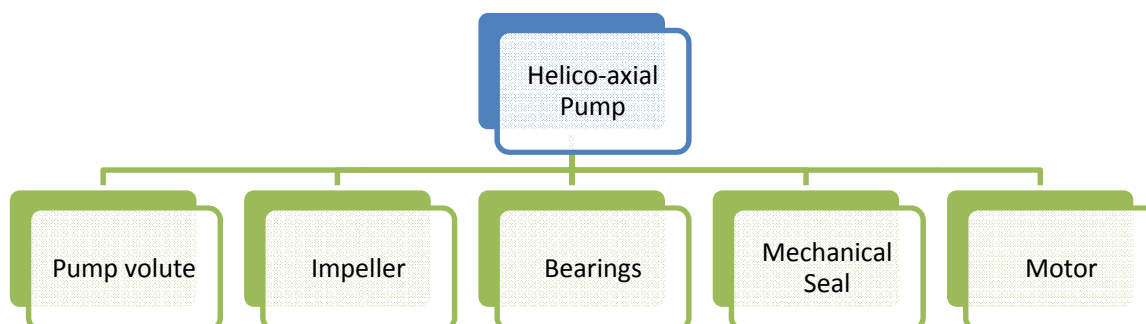 Helico-axial
Pump
Pump volute
Impeller
Bearings
Mechanical
Seal
Motor